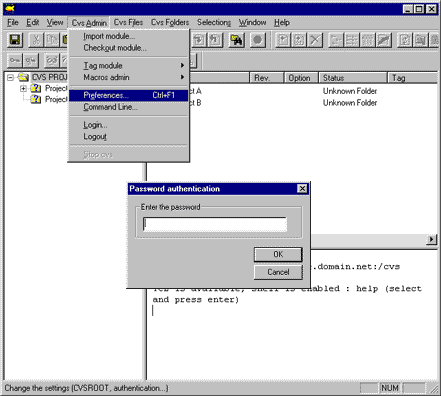 File Edit View Cvs Admin Cvs Files Cvs Folders Selections Window Help
Import module...
Checkout module...
Tag module
Macros admin
Preferences... Ctrl+F1
Command Line...
Login...
Logout
Stop cvs
CVS PROJ
Project
Project
Rev. Option Status Tag
t A Unknown Folder
t B Unknown Folder
Password authentication
Enter the password
OK
Cancel
.domain.net:/cvs
is available, shell is enabled : help (select
and press enter)
Change the settings (CVSROOT, authentication...) NUM